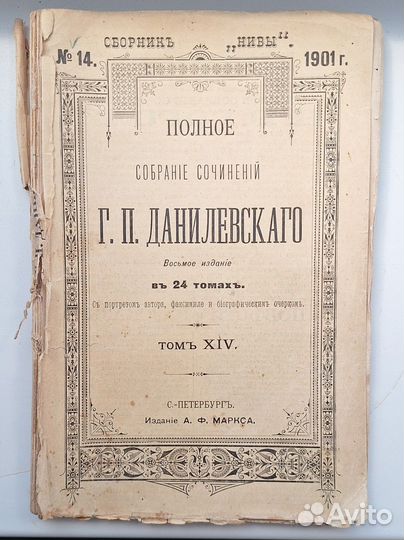 СБОРНИКЪ „НИВЫ“.
№ 14. 1901 г.
ПОЛНОЕ
СОБРАНІЕ СОЧИНЕНІЙ
Г. П. ДАНИЛЕВСКАГО
Восьмое изданіе
въ 24 томахъ.
Съ портретомъ автора, факсимиле и біографическимъ очеркомъ.
ТОМЪ XIV.
С.-ПЕТЕРБУРГЪ.
Изданіе А. Ф. МАРКСА.
Avito